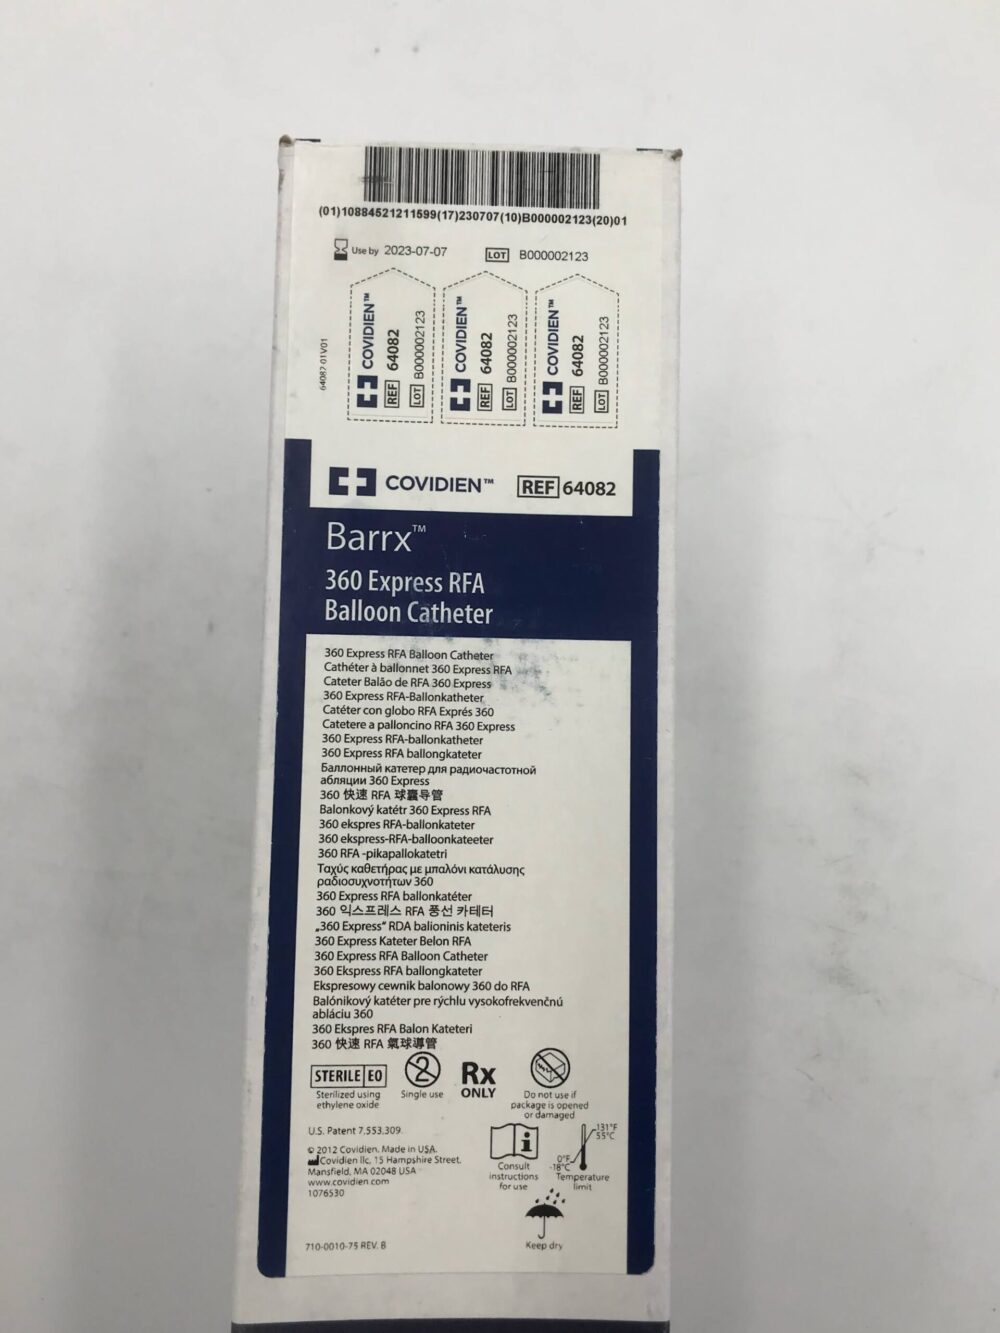 (01)10884521211599(17)230707(10)B000002123(20)01
Use by 2023-07-07
LOT B000002123
64082 01V01
COVIDIEN™
REF 64082
LOT B000002123
COVIDIEN™
REF 64082
LOT B000002123
COVIDIEN™
REF 64082
LOT B000002123
COVIDIEN™ REF 64082
Barrx™
360 Express RFA
Balloon Catheter
360 Express RFA Balloon Catheter
Cathéter à ballonnet 360 Express RFA
Cateter Balão de RFA 360 Express
360 Express RFA-Ballonkatheter
Catéter con globo RFA Exprés 360
Catetere a palloncino RFA 360 Express
360 Express RFA-ballonkatheter
360 Express RFA ballongkateter
Баллонный катетер для радиочастотной
абляции 360 Express
360 快速 RFA 球囊导管
Balonkový katétr 360 Express RFA
360 ekspres RFA-ballonkateter
360 ekspress-RFA-balloonkateeter
360 RFA -pikapallokatetri
Ταχύς καθετήρας με μπαλόνι κατάλυσης
ραδιοσυχνοτήτων 360
360 Express RFA ballonkatéter
360 익스프레스 RFA 풍선 카테터
„360 Express“ RDA balioninis kateteris
360 Express Kateter Belon RFA
360 Express RFA Balloon Catheter
360 Ekspress RFA ballongkateter
Ekspresowy cewnik balonowy 360 do RFA
Balónikový katéter pre rýchlu vysokofrekvenčnú
abláciu 360
360 Ekspres RFA Balon Kateteri
360 快速 RFA 氣球導管
STERILE EO
Sterilized using
ethylene oxide
2
Single use
Rx
ONLY
Do not use if
package is opened
or damaged
U.S. Patent 7,553,309.
© 2012 Covidien. Made in USA.
Covidien llc, 15 Hampshire Street,
Mansfield, MA 02048 USA
www.covidien.com
1076530
i
Consult
instructions
for use
131°F
55°C
0°F
-18°C
Temperature
limit
Keep dry
710-0010-75 REV. B